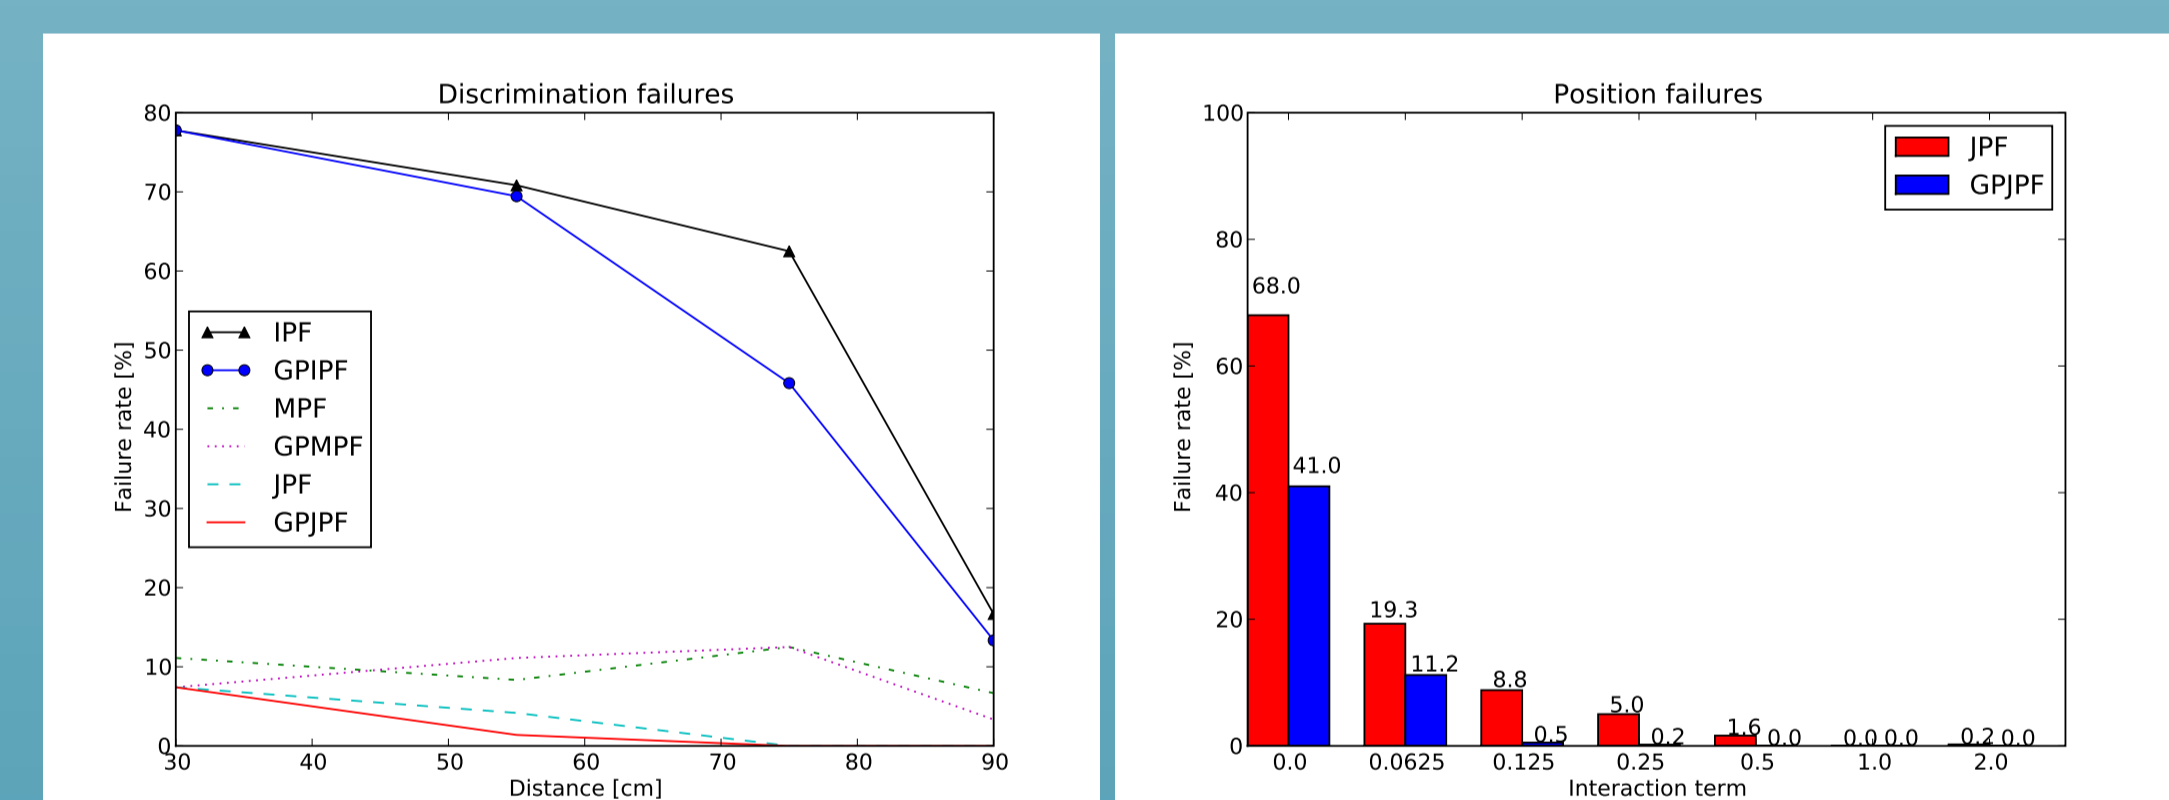 Discrimination failures
80
70
60
50
40
30
20
10
0
Failure rate [%]
IPF
GPIPF
MPF
GPMPF
JPF
GPJPF
30 40 50 60 70 80 90
Distance [cm]
Position failures
100
80
60
40
20
0
Failure rate [%]
JPF
GPJPF
68.0
41.0
19.3
11.2
8.8
0.5
5.0
0.2
1.6
0.0
0.0
0.0
0.2
0.0
0.0 0.0625 0.125 0.25 0.5 1.0 2.0
Interaction term